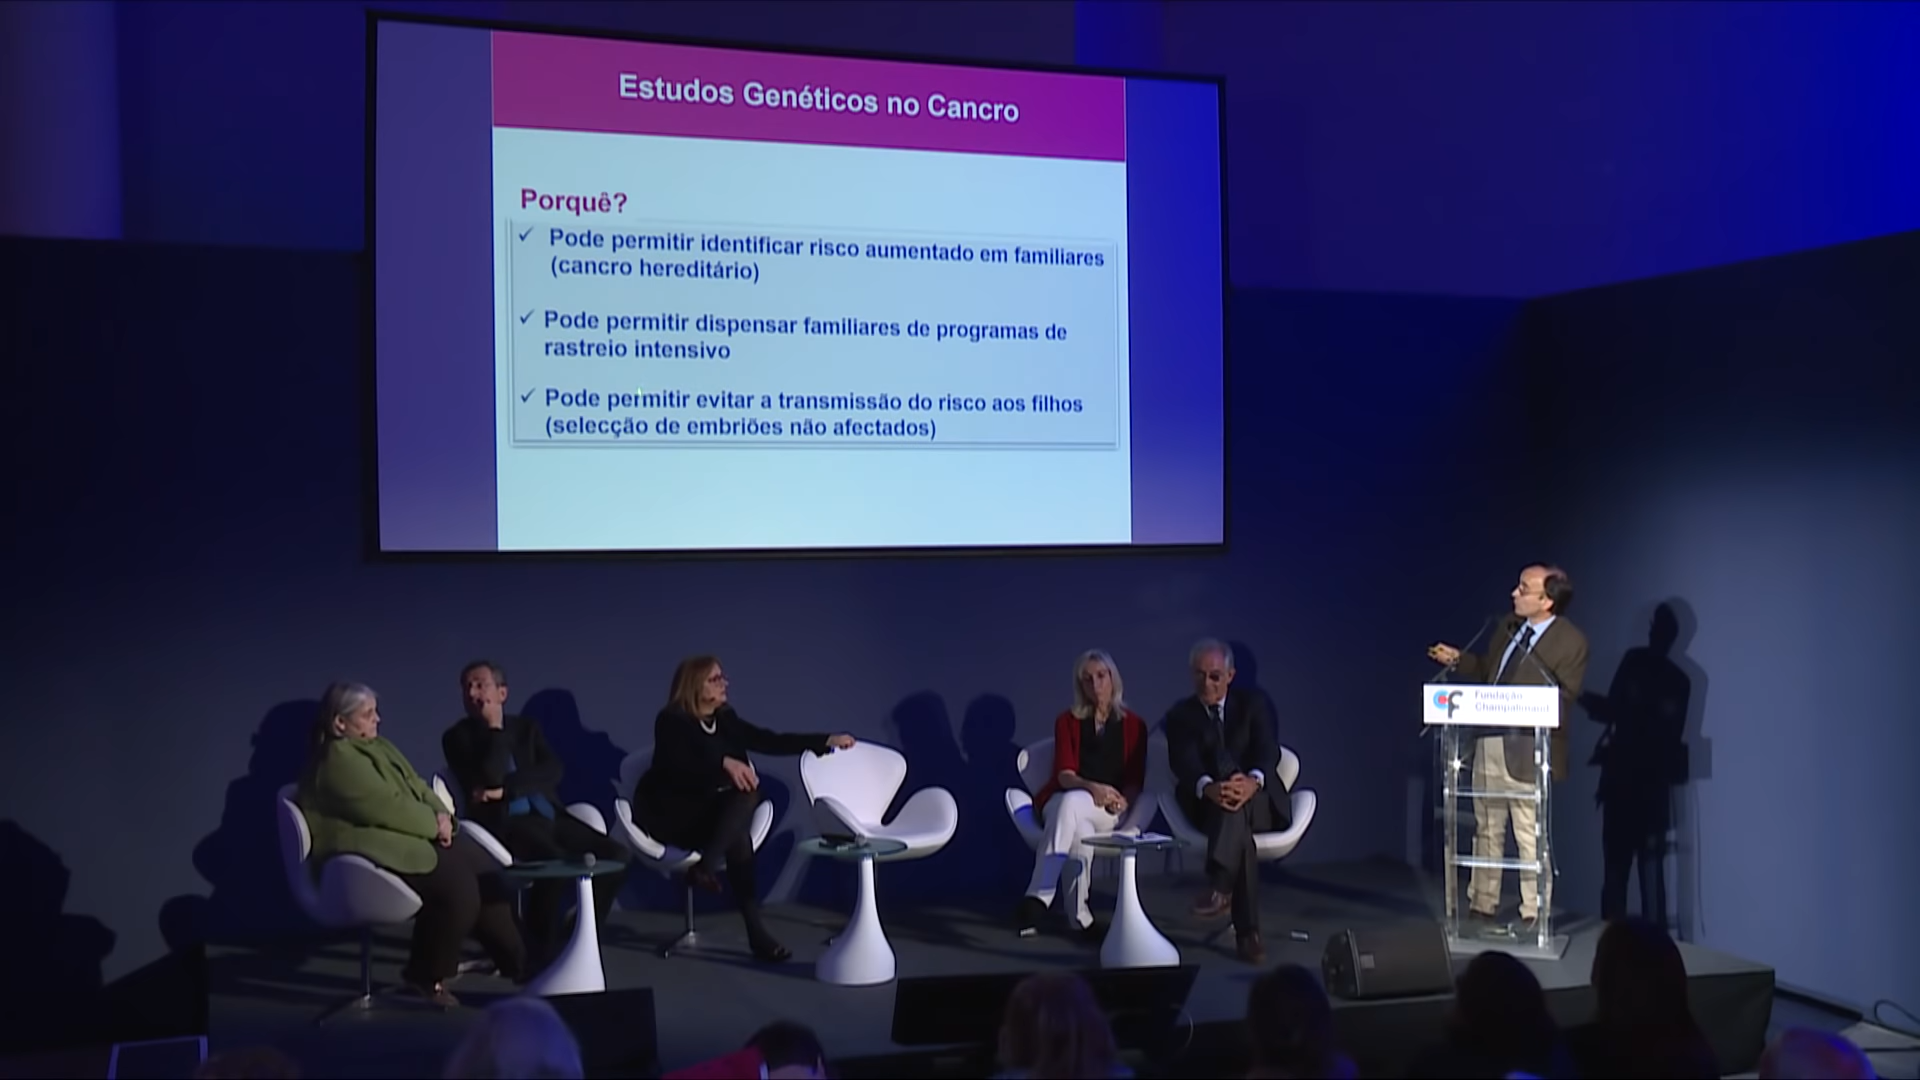 Estudos Genéticos no Cancro
Porquê?
✓ Pode permitir identificar risco aumentado em familiares
(cancro hereditário)
✓ Pode permitir dispensar familiares de programas de
rastreio intensivo
✓ Pode permitir evitar a transmissão do risco aos filhos
(selecção de embriões não afectados)
CF
Fundação
Champalimaud